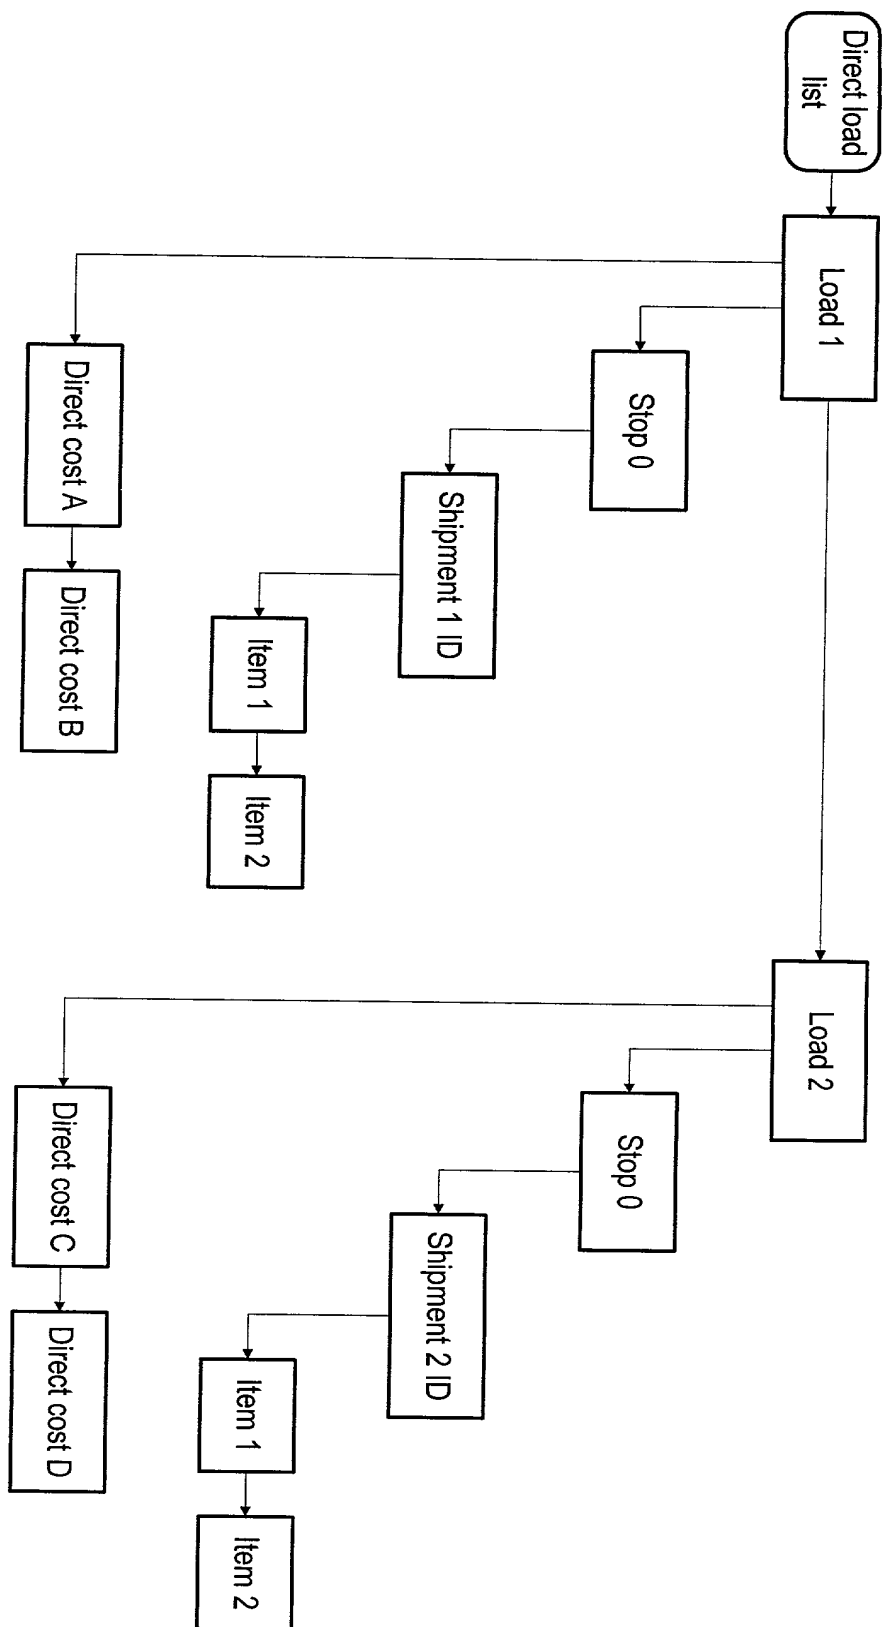 Direct load
list
Load 1
Load 2
Stop 0
Stop 0
Shipment 1 ID
Shipment 2 ID
Item 1
Item 2
Item 1
Item 2
Direct cost A
Direct cost B
Direct cost C
Direct cost D